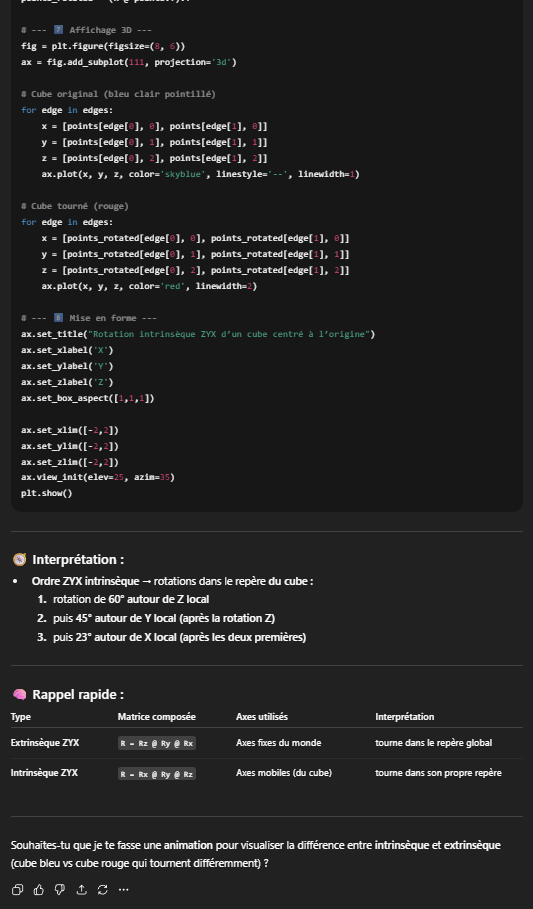 # --- 7 Affichage 3D ---
fig = plt.figure(figsize=(8, 6))
ax = fig.add_subplot(111, projection='3d')
# Cube original (bleu clair pointillé)
for edge in edges:
x = [points[edge[0], 0], points[edge[1], 0]]
y = [points[edge[0], 1], points[edge[1], 1]]
z = [points[edge[0], 2], points[edge[1], 2]]
ax.plot(x, y, z, color='skyblue', linestyle='--', linewidth=1)
# Cube tourné (rouge)
for edge in edges:
x = [points_rotated[edge[0], 0], points_rotated[edge[1], 0]]
y = [points_rotated[edge[0], 1], points_rotated[edge[1], 1]]
z = [points_rotated[edge[0], 2], points_rotated[edge[1], 2]]
ax.plot(x, y, z, color='red', linewidth=2)
# --- 8 Mise en forme ---
ax.set_title("Rotation intrinsèque ZYX d’un cube centré à l’origine")
ax.set_xlabel('X')
ax.set_ylabel('Y')
ax.set_zlabel('Z')
ax.set_box_aspect([1,1,1])
ax.set_xlim([-2,2])
ax.set_ylim([-2,2])
ax.set_zlim([-2,2])
ax.view_init(elev=25, azim=35)
plt.show()
🧭 Interprétation :
• Ordre ZYX intrinsèque → rotations dans le repère du cube :
1. rotation de 60° autour de Z local
2. puis 45° autour de Y local (après la rotation Z)
3. puis 23° autour de X local (après les deux premières)
🧠 Rappel rapide :
Type Matrice composée Axes utilisés Interprétation
Extrinsèque ZYX R = Rz @ Ry @ Rx Axes fixes du monde tourne dans le repère global
Intrinsèque ZYX R = Rx @ Ry @ Rz Axes mobiles (du cube) tourne dans son propre repère
Souhaites-tu que je te fasse une animation pour visualiser la différence entre intrinsèque et extrinsèque
(cube bleu vs cube rouge qui tournent différemment) ?